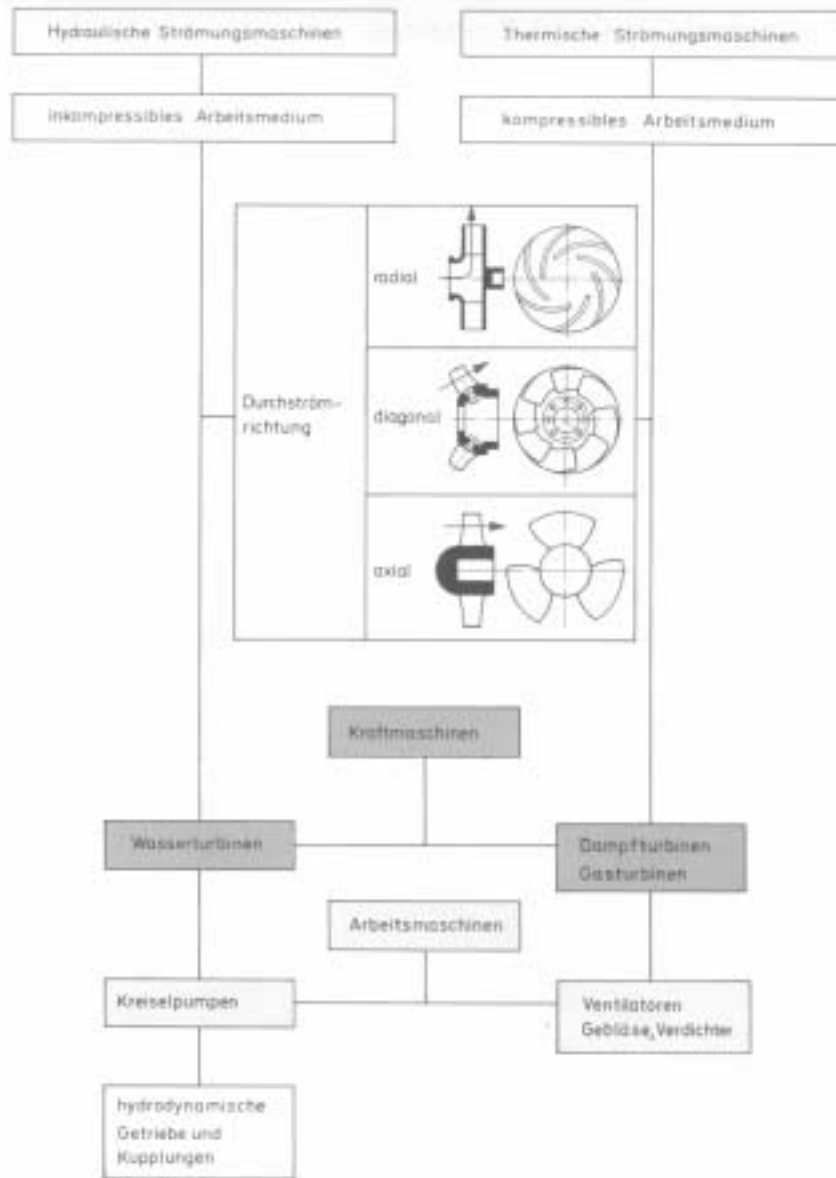 Hydraulische Strömungsmaschinen
Thermische Strömungsmaschinen
inkompressibles Arbeitsmedium
kompressibles Arbeitsmedium
radial
Durchström-
richtung
diagonal
axial
Kraftmaschinen
Wasserturbinen
Dampfturbinen
Gasturbinen
Arbeitsmaschinen
Kreiselpumpen
Ventilatoren
Gebläse, Verdichter
hydrodynamische
Getriebe und
Kupplungen